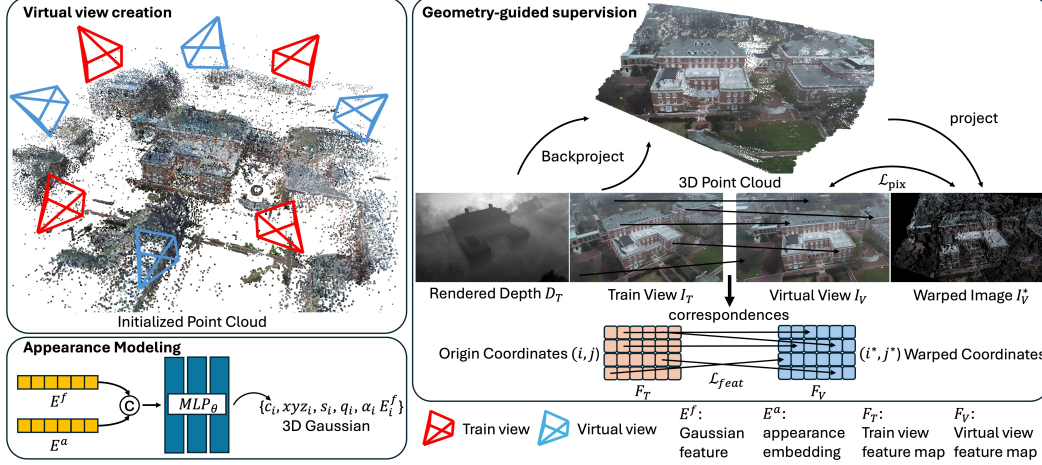 Virtual view creation
Initialized Point Cloud
Appearance Modeling
E^f
E^a
C
MLP_θ
{c_i, xyz_i, s_i, q_i, α_i E_i^f}
3D Gaussian
Geometry-guided supervision
Backproject
project
3D Point Cloud
ℒ_pix
Rendered Depth D_T
Train View I_T
Virtual View I_V
Warped Image I_V^*
correspondences
Origin Coordinates (i, j)
(i^*, j^*) Warped Coordinates
ℒ_feat
F_T
F_V
Train view
Virtual view
E^f:
Gaussian
feature
E^a:
appearance
embedding
F_T:
Train view
feature map
F_V:
Virtual view
feature map